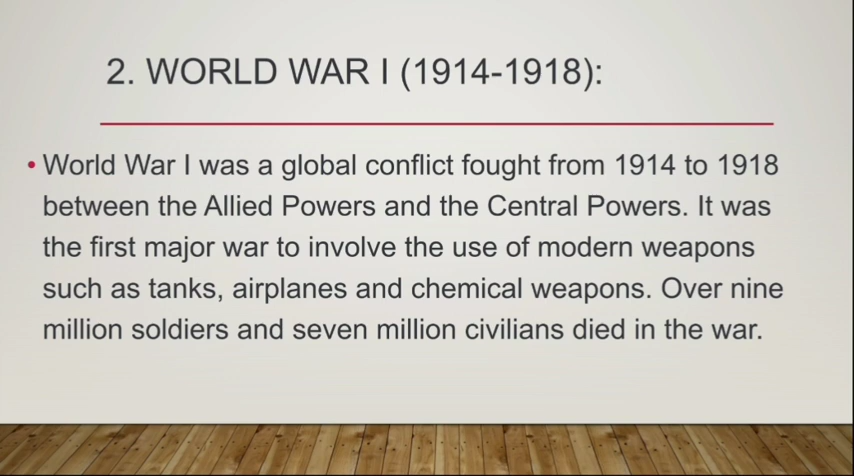 2. WORLD WAR I (1914-1918):
• World War I was a global conflict fought from 1914 to 1918
between the Allied Powers and the Central Powers. It was
the first major war to involve the use of modern weapons
such as tanks, airplanes and chemical weapons. Over nine
million soldiers and seven million civilians died in the war.